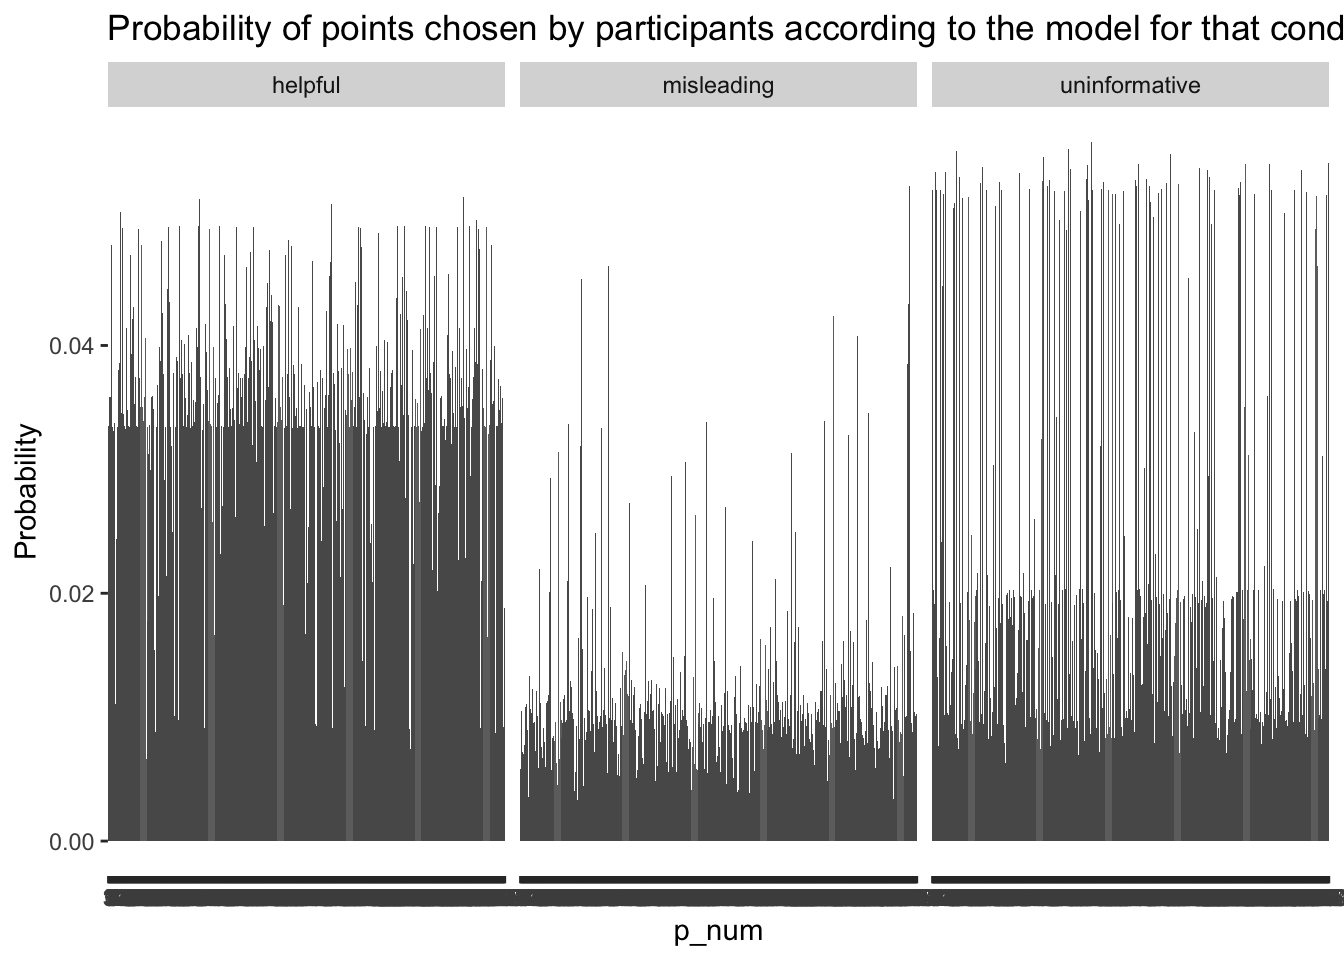 Probability of points chosen by participants according to the model for that cond
helpful misleading uninformative
0.04
0.02
0.00
Probability
p_num